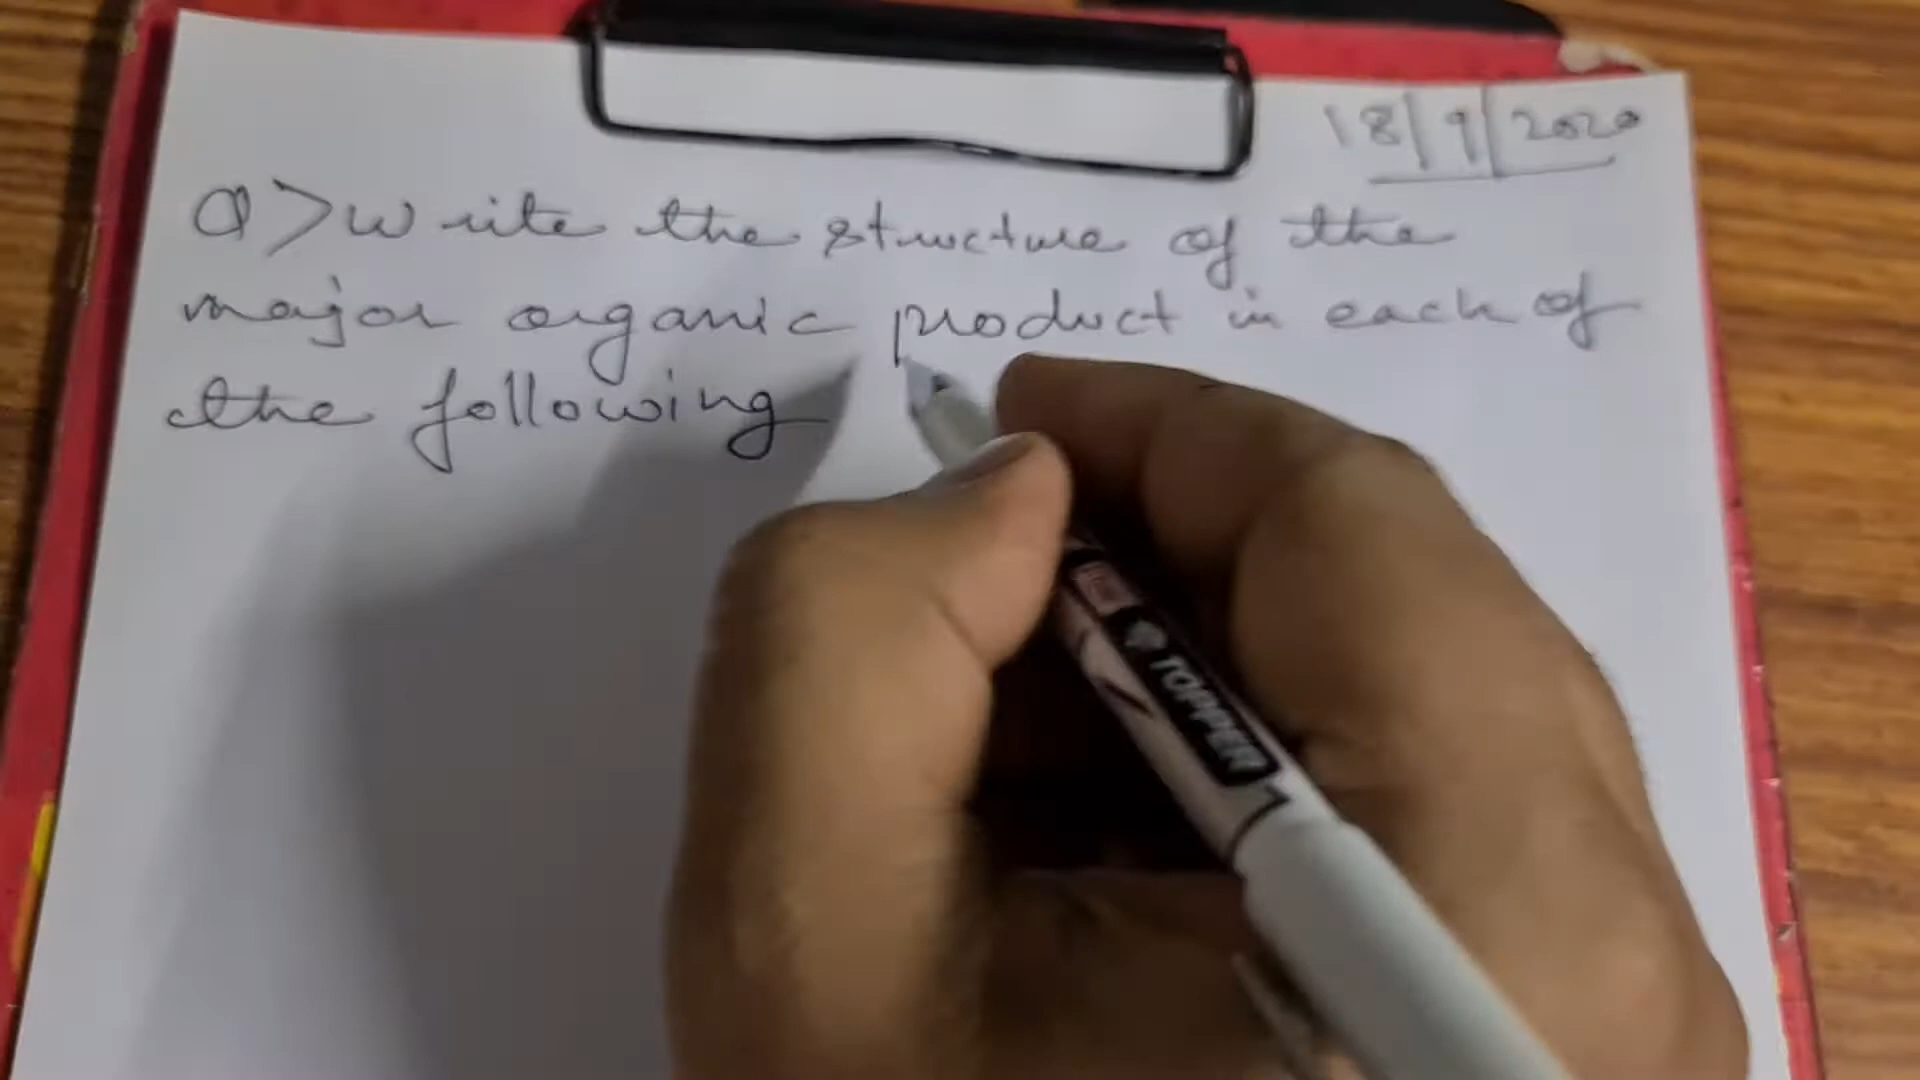 18/9/2020
Q> Write the structure of the
major organic product in each of
the following
TOPPER